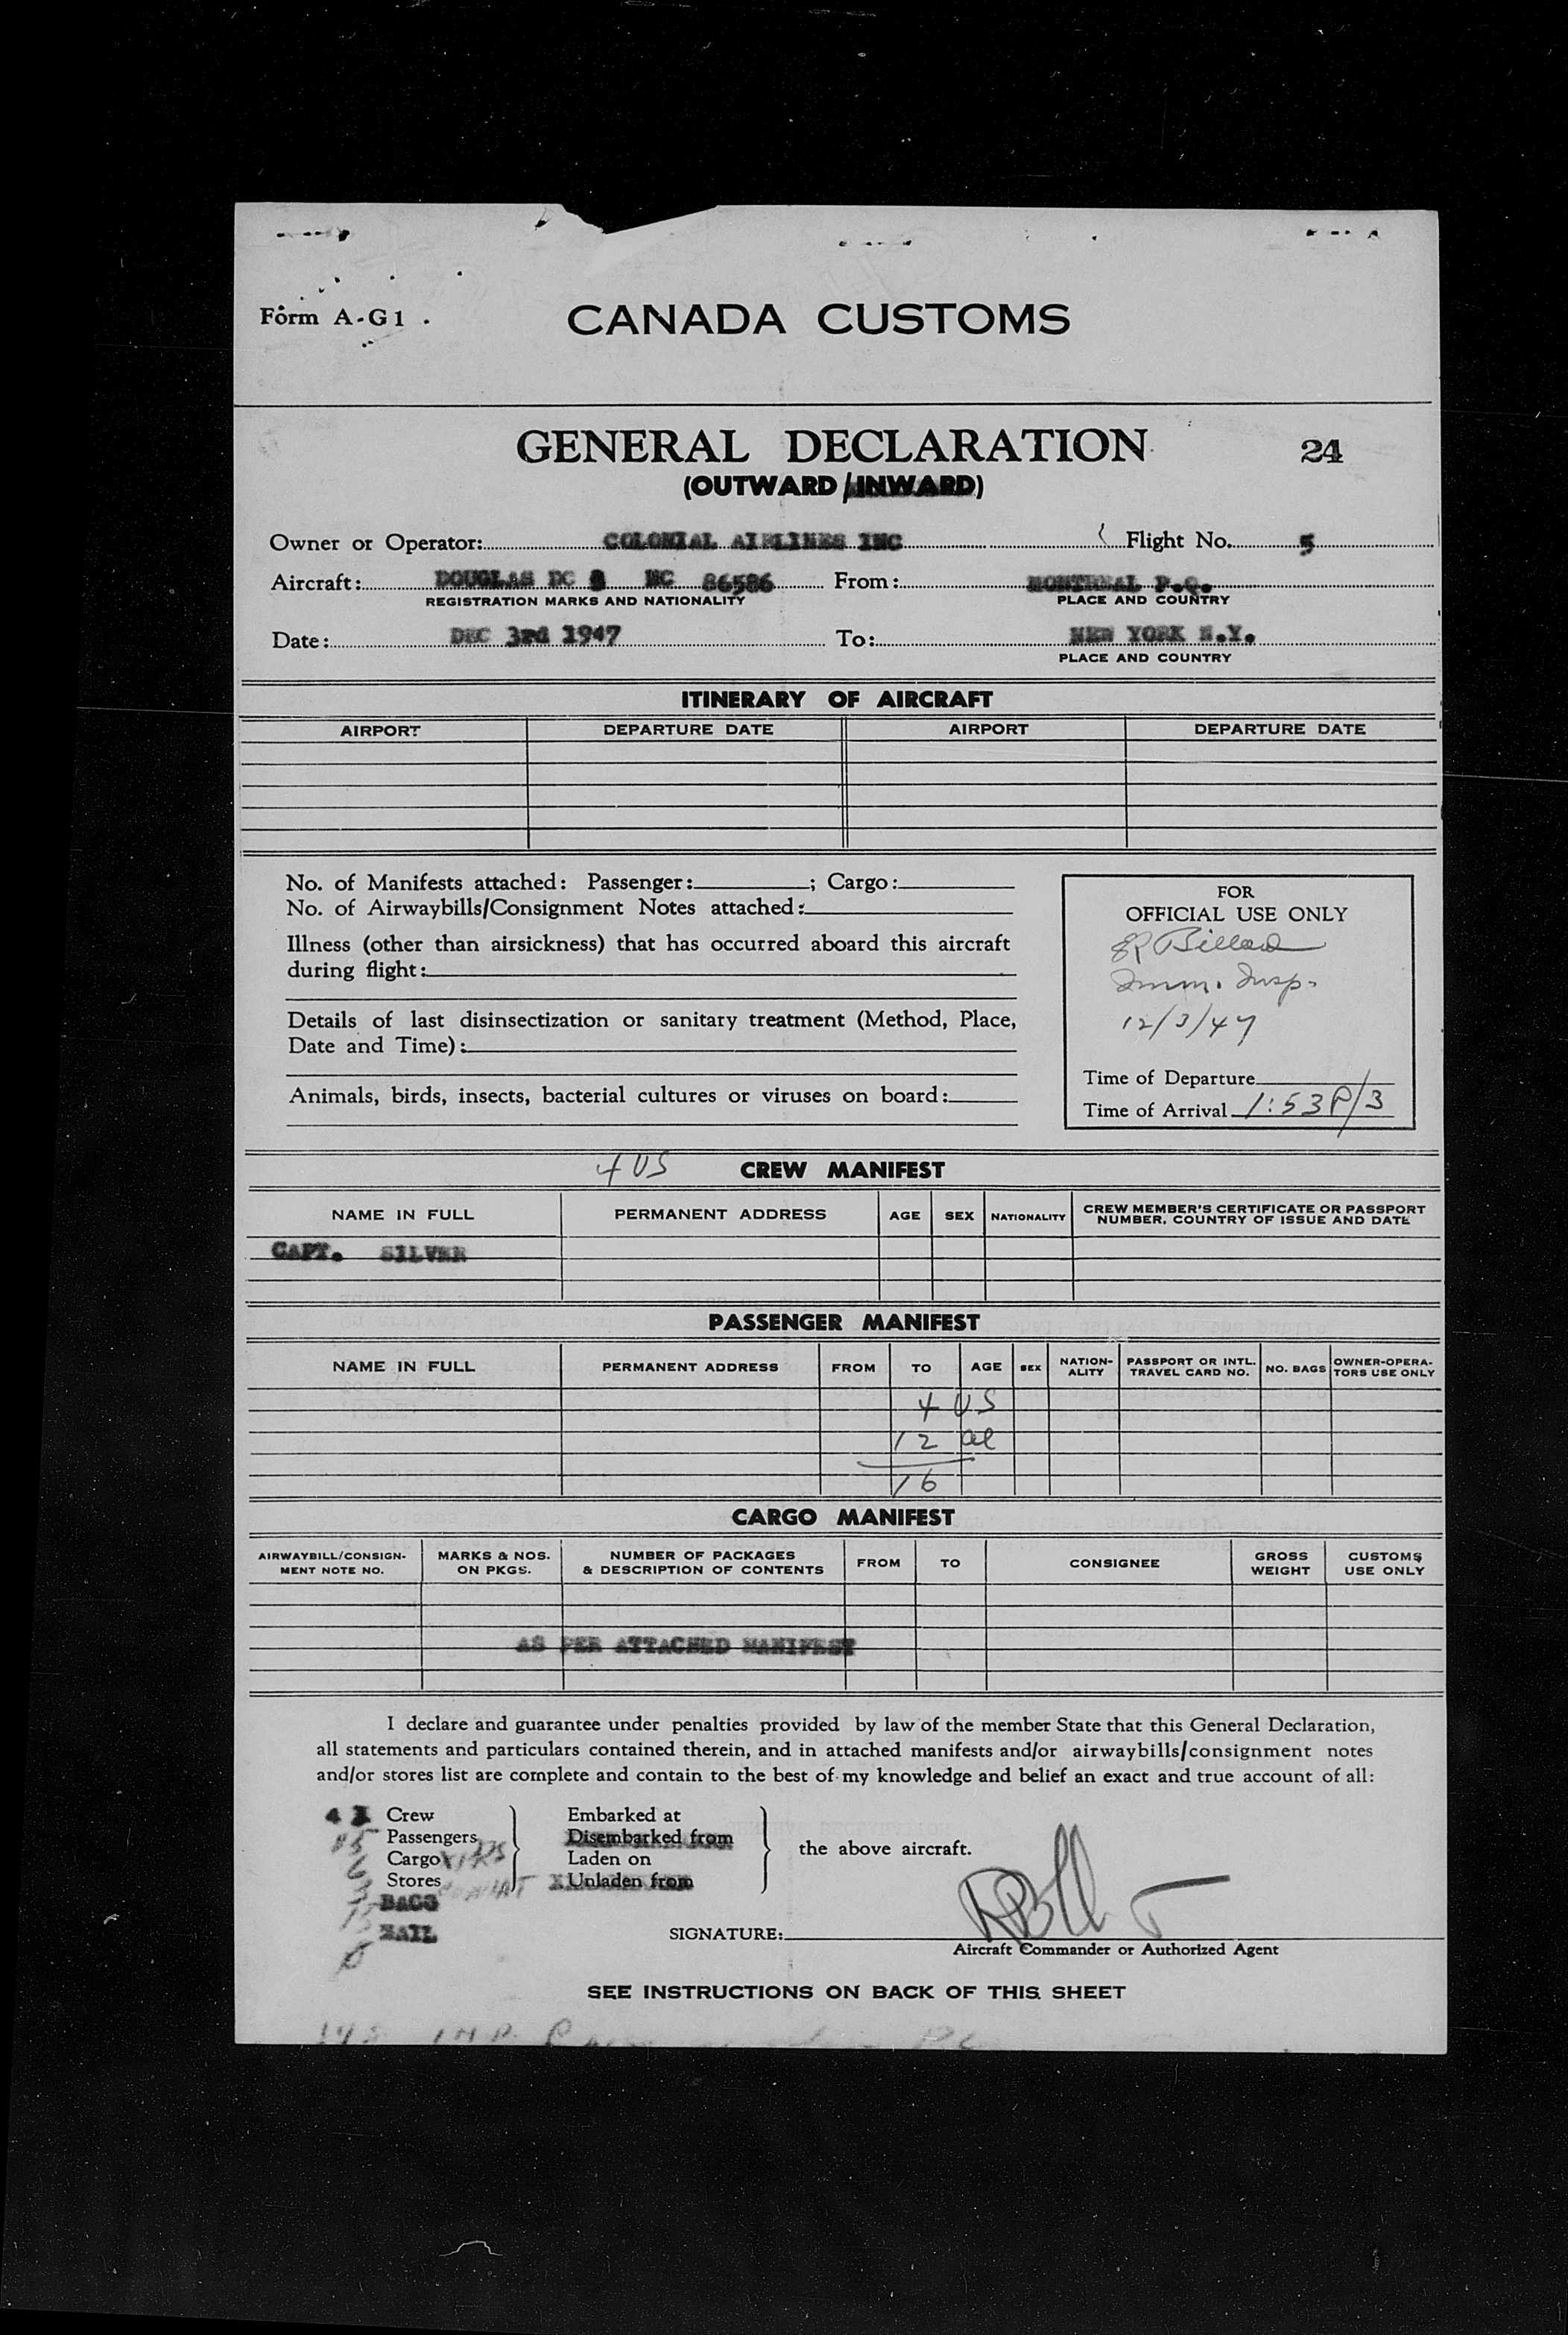 Form A-G1
CANADA CUSTOMS
GENERAL DECLARATION
24
(OUTWARD/INWARD)
Owner or Operator: COLONIAL AIRLINES INC Flight No. 5
Aircraft: DOUGLAS DC NC 86586 From: MONTREAL P.Q.
REGISTRATION MARKS AND NATIONALITY PLACE AND COUNTRY
Date: DEC 3rd 1947 To: NEW YORK N.Y.
PLACE AND COUNTRY
ITINERARY OF AIRCRAFT
AIRPORT DEPARTURE DATE AIRPORT DEPARTURE DATE
No. of Manifests attached: Passenger: ; Cargo:
No. of Airwaybills/Consignment Notes attached:
Illness (other than airsickness) that has occurred aboard this aircraft
during flight:
Details of last disinsectization or sanitary treatment (Method, Place,
Date and Time):
Animals, birds, insects, bacterial cultures or viruses on board:
FOR
OFFICIAL USE ONLY
Billard
Imm. Insp.
12/3/47
Time of Departure
Time of Arrival 1:53P/3
4 US CREW MANIFEST
NAME IN FULL PERMANENT ADDRESS AGE SEX NATIONALITY CREW MEMBER'S CERTIFICATE OR PASSPORT
NUMBER, COUNTRY OF ISSUE AND DATE
CAPT. SILVER
PASSENGER MANIFEST
NAME IN FULL PERMANENT ADDRESS FROM TO AGE SEX NATION-
ALITY PASSPORT OR INTL.
TRAVEL CARD NO. NO. BAGS OWNER-OPERA-
TORS USE ONLY
4 US
12 al
16
CARGO MANIFEST
AIRWAYBILL/CONSIGN-
MENT NOTE NO. MARKS & NOS.
ON PKGS. NUMBER OF PACKAGES
& DESCRIPTION OF CONTENTS FROM TO CONSIGNEE GROSS
WEIGHT CUSTOMS
USE ONLY
AS PER ATTACHED MANIFEST
I declare and guarantee under penalties provided by law of the member State that this General Declaration,
all statements and particulars contained therein, and in attached manifests and/or airwaybills/consignment notes
and/or stores list are complete and contain to the best of my knowledge and belief an exact and true account of all:
4 Crew
Passengers
6 Cargo
3 Stores
BAGG
MAIL
Embarked at
Disembarked from
Laden on
Unladen from
the above aircraft.
SIGNATURE:
Aircraft Commander or Authorized Agent
SEE INSTRUCTIONS ON BACK OF THIS SHEET